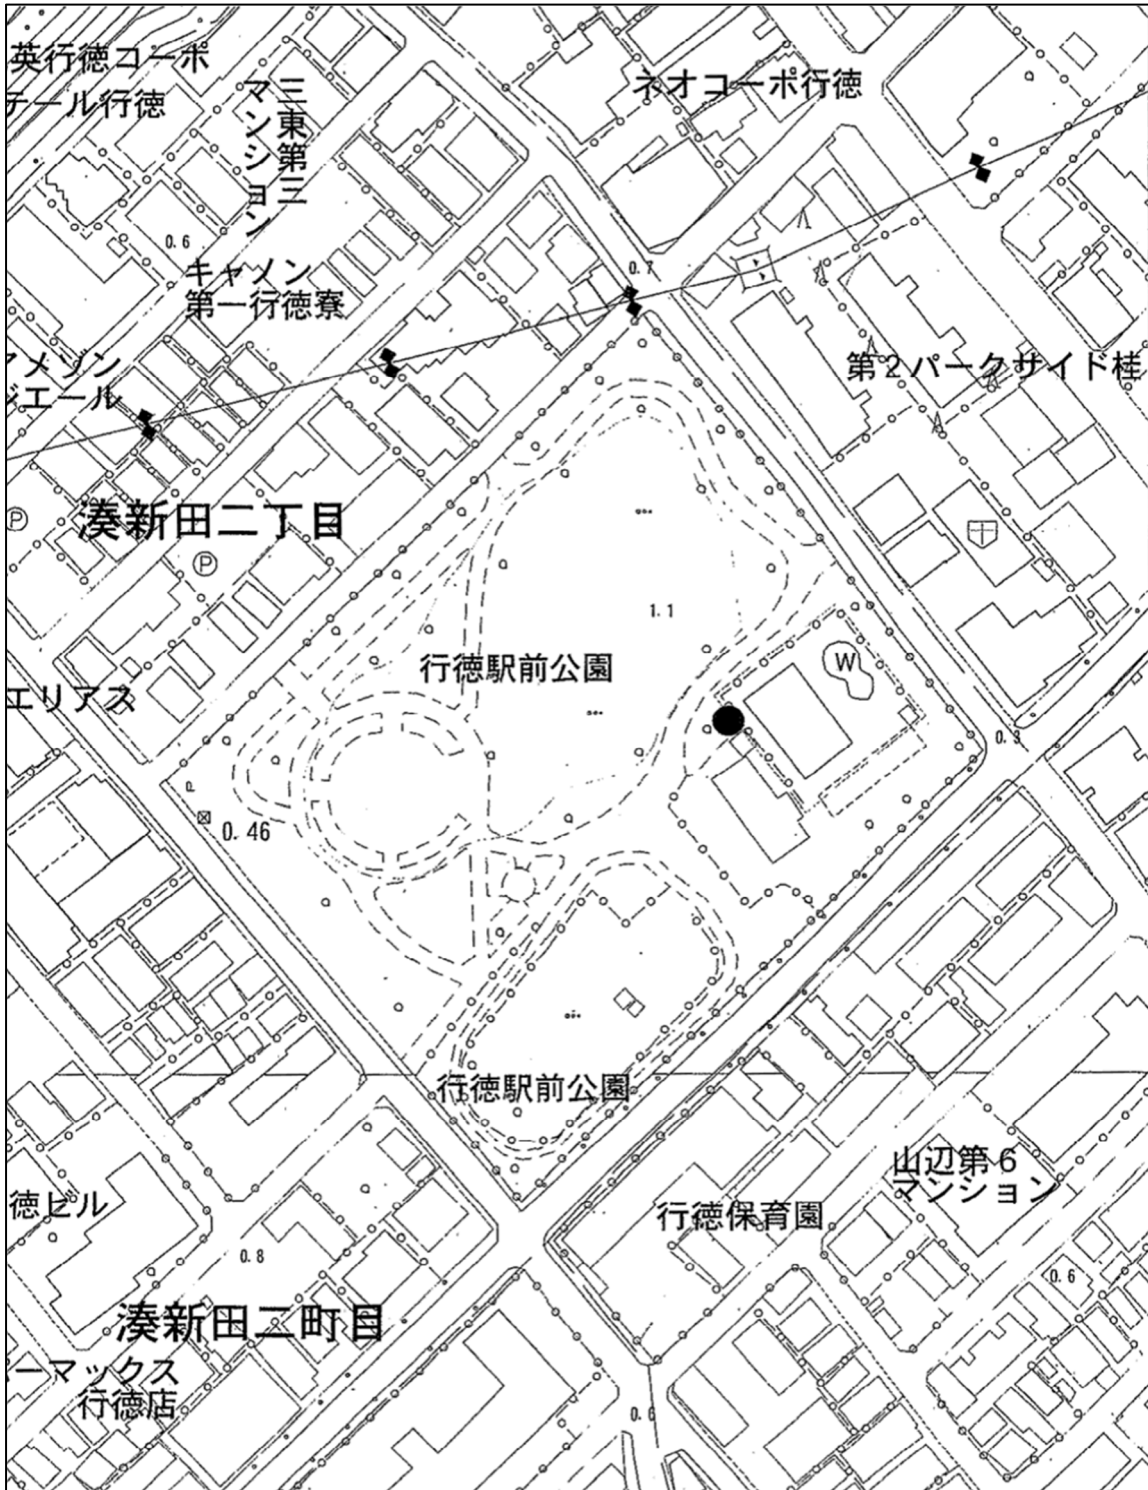 英行徳コーポ
テール行徳
三東第三
マンション
ネオコーポ行徳
0.6
キャノン
第一行徳寮
0.7
メゾン
ジエール
第2パークサイド桂
湊新田二丁目
P
P
1.1
行徳駅前公園
W
エリアス
0.3
0.46
行徳駅前公園
山辺第6
マンション
徳ビル
行徳保育園
0.8
0.6
湊新田二町目
ーマックス
行徳店
0.6